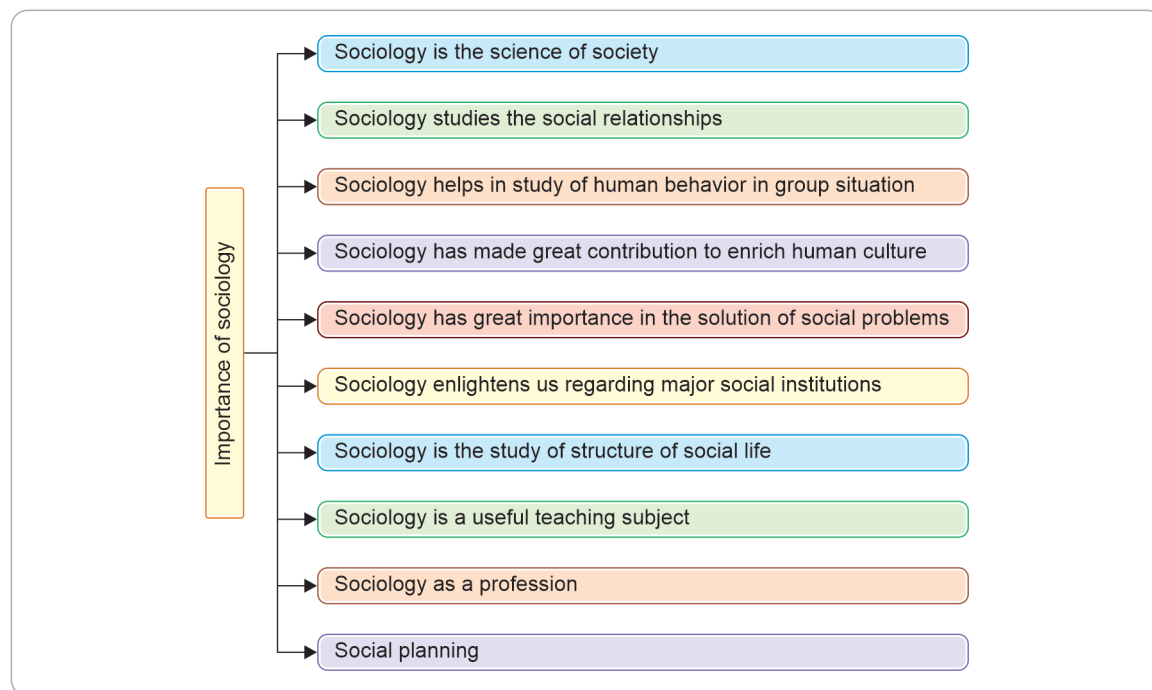 Importance of sociology
Sociology is the science of society
Sociology studies the social relationships
Sociology helps in study of human behavior in group situation
Sociology has made great contribution to enrich human culture
Sociology has great importance in the solution of social problems
Sociology enlightens us regarding major social institutions
Sociology is the study of structure of social life
Sociology is a useful teaching subject
Sociology as a profession
Social planning